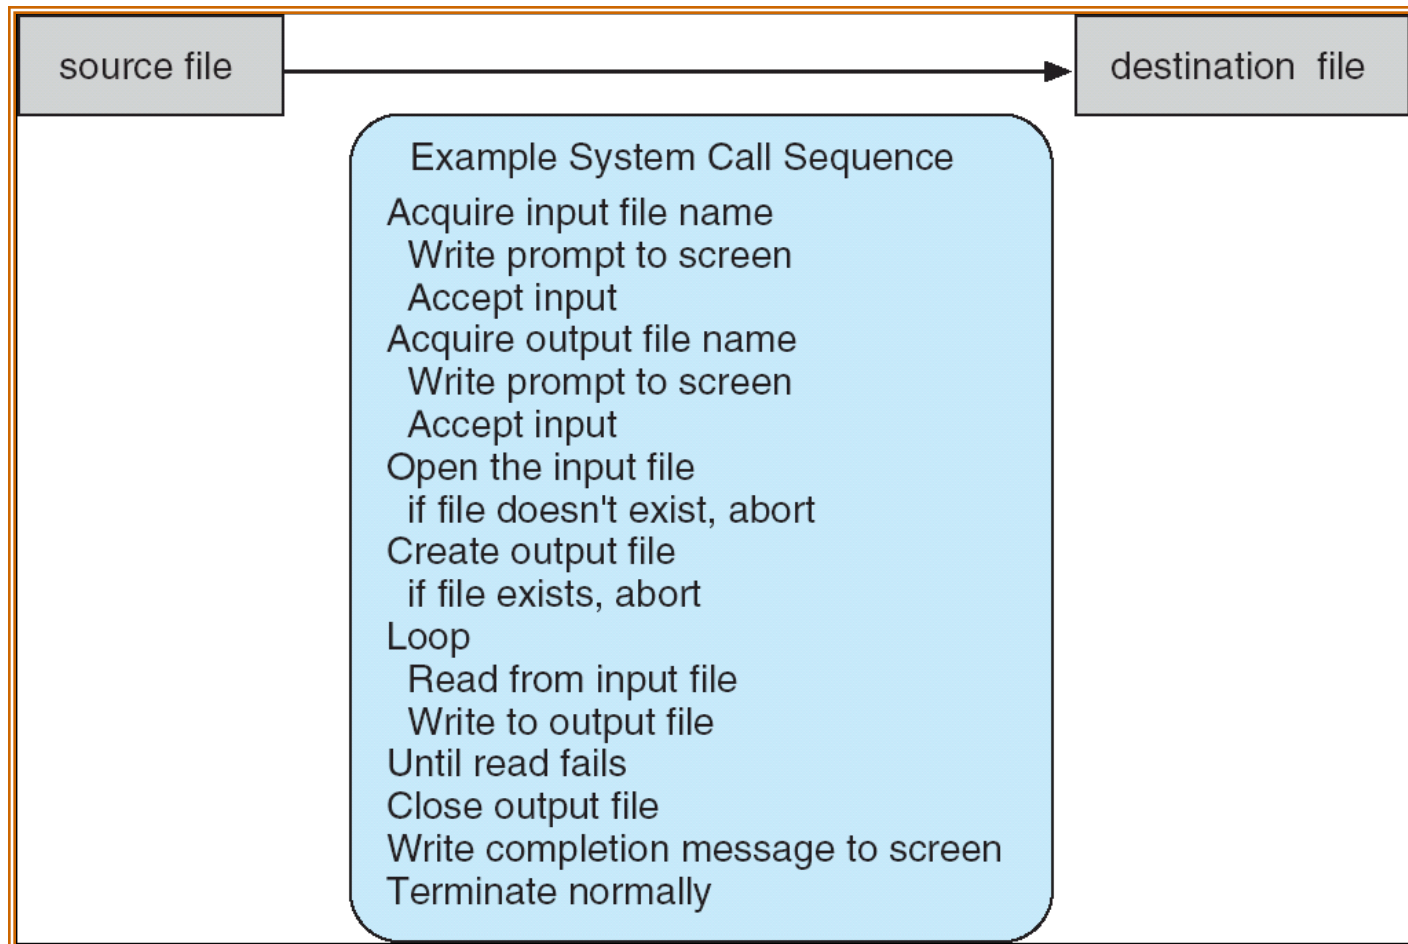 source file
destination file
Example System Call Sequence
Acquire input file name
Write prompt to screen
Accept input
Acquire output file name
Write prompt to screen
Accept input
Open the input file
if file doesn't exist, abort
Create output file
if file exists, abort
Loop
Read from input file
Write to output file
Until read fails
Close output file
Write completion message to screen
Terminate normally